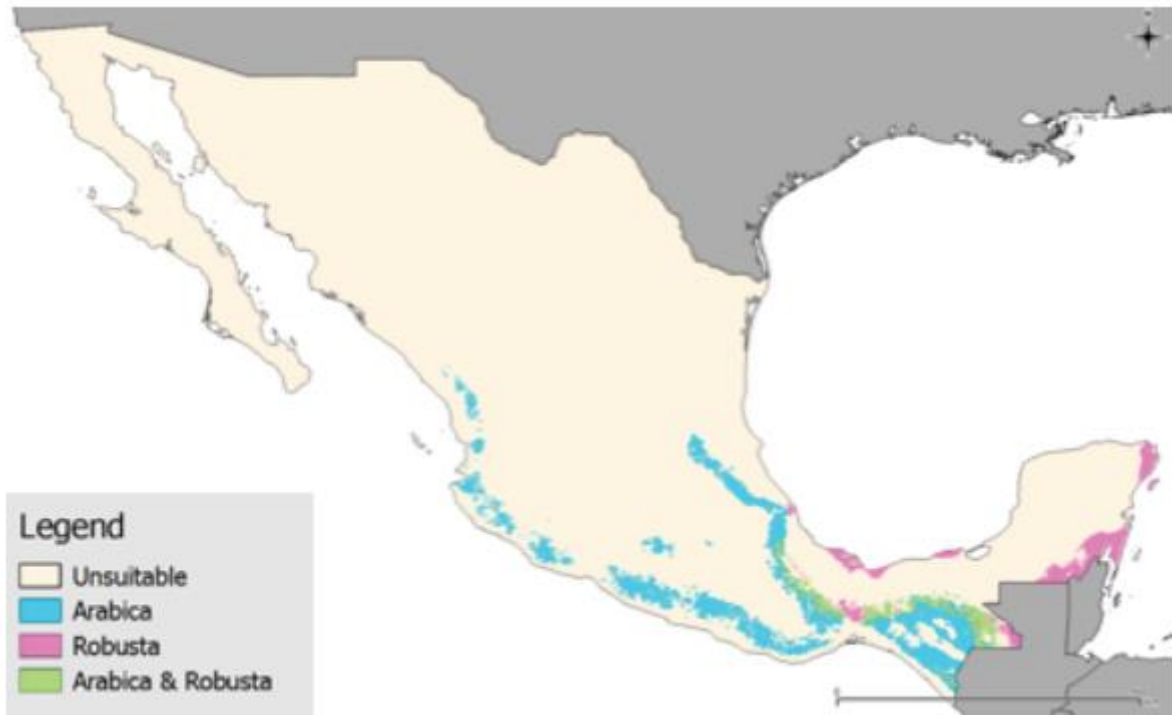 Legend
Unsuitable
Arabica
Robusta
Arabica & Robusta